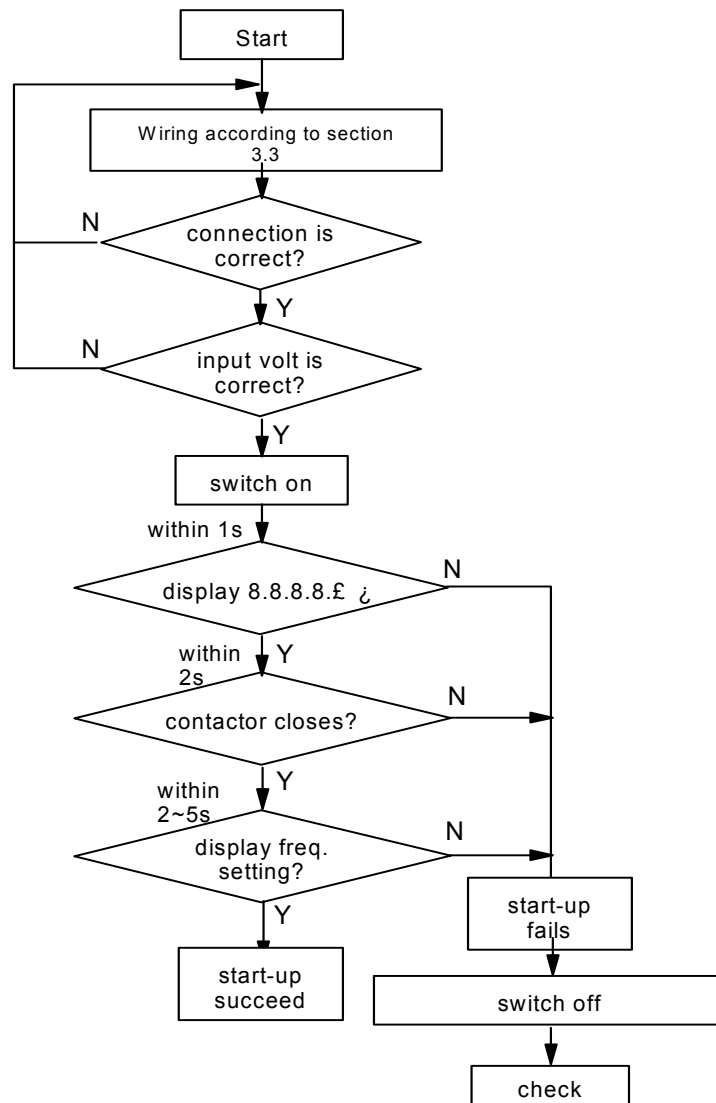 Start
Wiring according to section
3.3
N
connection is
correct?
Y
N
input volt is
correct?
Y
switch on
within 1s
N
display 8.8.8.8.£ ¿
within
2s
Y
N
contactor closes?
within
2~5s
Y
N
display freq.
setting?
Y
start-up
fails
start-up
succeed
switch off
check